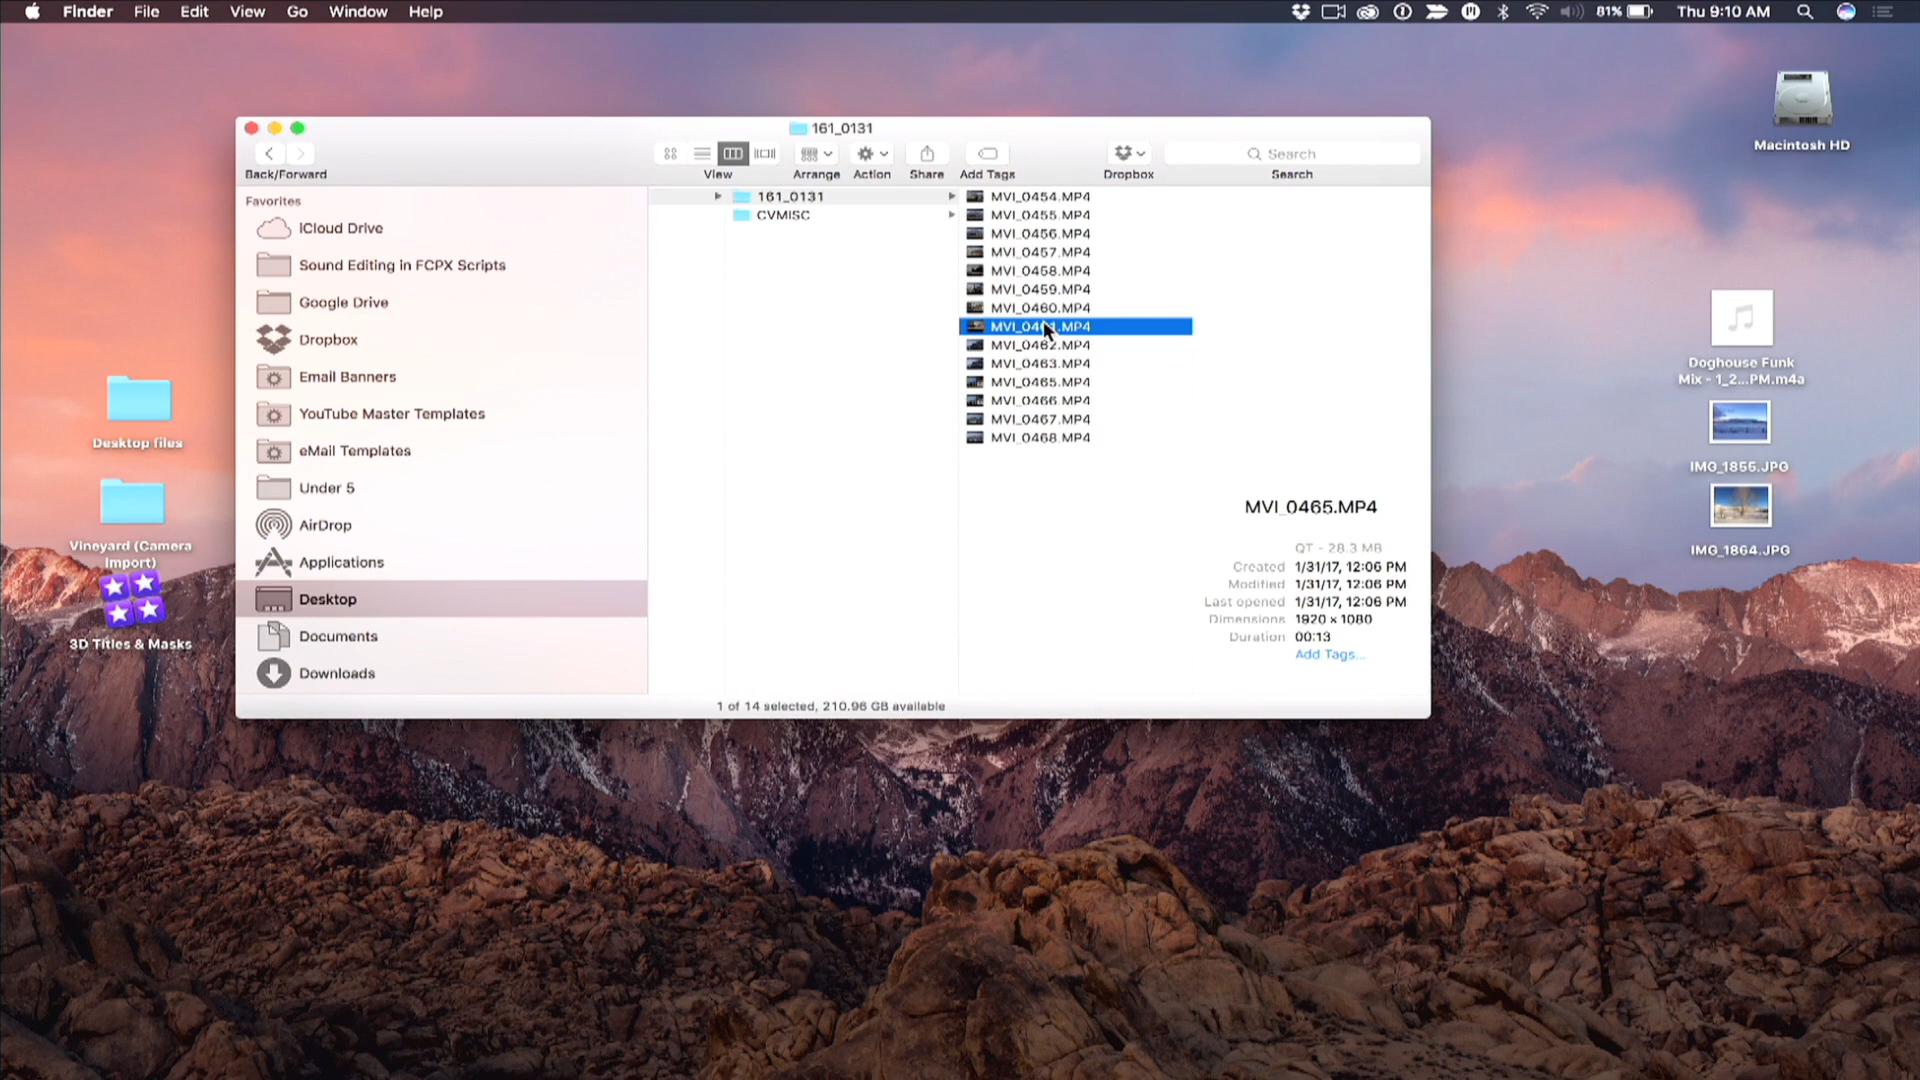 Finder File Edit View Go Window Help
81% Thu 9:10 AM
161_0131
Search
Back/Forward View Arrange Action Share Add Tags Dropbox Search
Favorites
iCloud Drive
Sound Editing in FCPX Scripts
Google Drive
Dropbox
Email Banners
YouTube Master Templates
eMail Templates
Under 5
AirDrop
Applications
Desktop
Documents
Downloads
161_0131
CVMISC
MVI_0454.MP4
MVI_0455.MP4
MVI_0456.MP4
MVI_0457.MP4
MVI_0458.MP4
MVI_0459.MP4
MVI_0460.MP4
MVI_0461.MP4
MVI_0462.MP4
MVI_0463.MP4
MVI_0465.MP4
MVI_0466.MP4
MVI_0467.MP4
MVI_0468.MP4
MVI_0465.MP4
QT - 28.3 MB
Created 1/31/17, 12:06 PM
Modified 1/31/17, 12:06 PM
Last opened 1/31/17, 12:06 PM
Dimensions 1920 × 1080
Duration 00:13
Add Tags...
1 of 14 selected, 210.96 GB available
Desktop files
Vineyard (Camera
Import)
3D Titles & Masks
Macintosh HD
Doghouse Funk
Mix - 1_2...PM.m4a
IMG_1855.JPG
IMG_1864.JPG